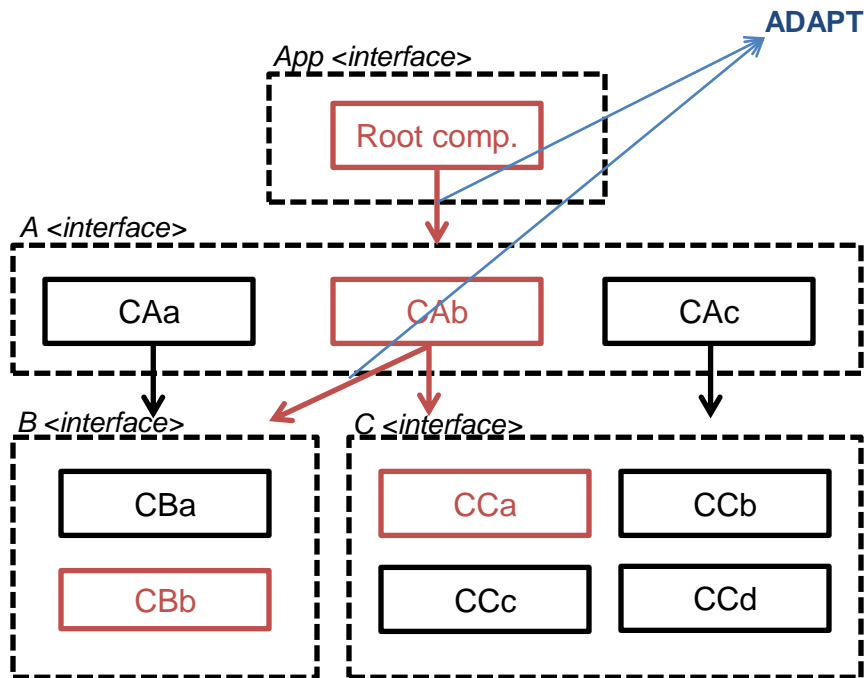 ADAPT
App <interface>
Root comp.
A <interface>
CAa
CAb
CAc
B <interface>
C <interface>
CBa
CCa
CCb
CBb
CCc
CCd